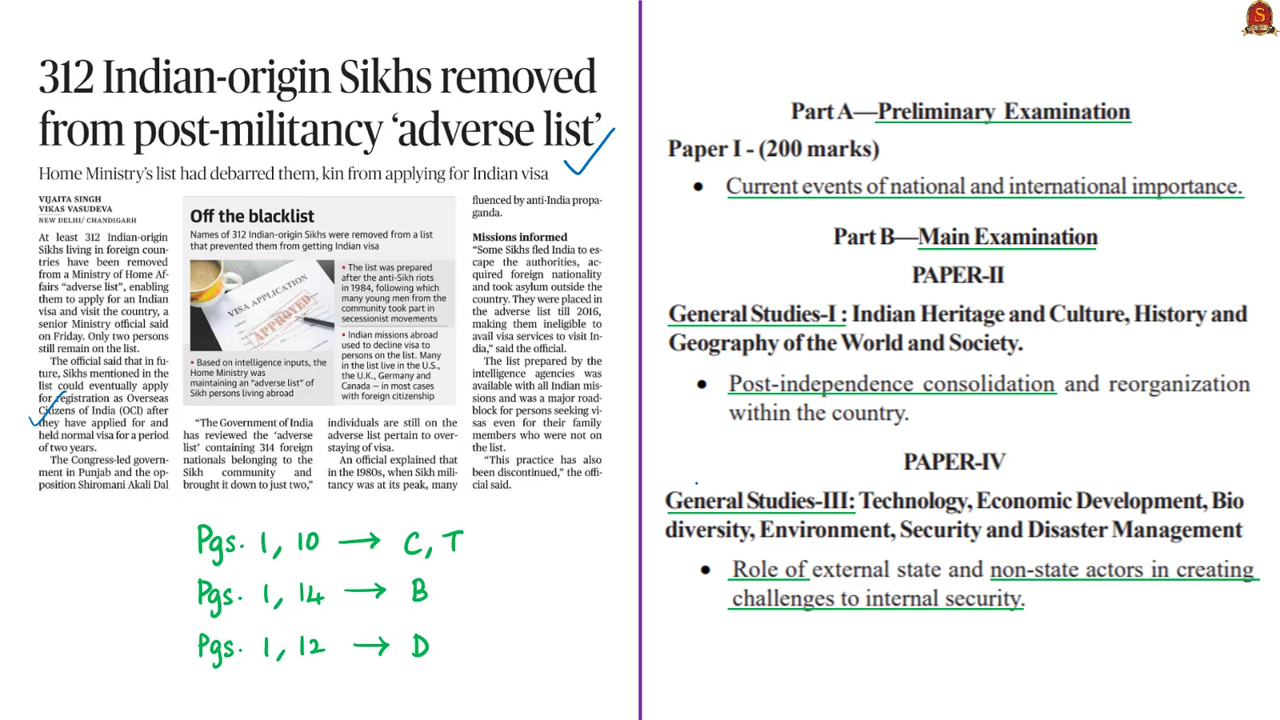 312 Indian-origin Sikhs removed
from post-militancy ‘adverse list’
Home Ministry's list had debarred them, kin from applying for Indian visa
VIJAITA SINGH
VIKAS VASUDEVA
NEW DELHI/ CHANDIGARH
At least 312 Indian-origin
Sikhs living in foreign coun-
tries have been removed
from a Ministry of Home Af-
fairs “adverse list”, enabling
them to apply for an Indian
visa and visit the country, a
senior Ministry official said
on Friday. Only two persons
still remain on the list.
The official said that in fu-
ture, Sikhs mentioned in the
list could eventually apply
for registration as Overseas
Citizens of India (OCI) after
they have applied for and
held normal visa for a period
of two years.
The Congress-led govern-
ment in Punjab and the op-
position Shiromani Akali Dal
Off the blacklist
Names of 312 Indian-origin Sikhs were removed from a list
that prevented them from getting Indian visa
VISA APPLICATION
APPROVED
• The list was prepared
after the anti-Sikh riots
in 1984, following which
many young men from the
community took part in
secessionist movements
• Based on intelligence inputs, the
Home Ministry was
maintaining an “adverse list” of
Sikh persons living abroad
• Indian missions abroad
used to decline visa to
persons on the list. Many
in the list live in the U.S.,
the U.K., Germany and
Canada — in most cases
with foreign citizenship
“The Government of India
has reviewed the ‘adverse
list’ containing 314 foreign
nationals belonging to the
Sikh community and
brought it down to just two,”
individuals are still on the
adverse list pertain to over-
staying of visa.
An official explained that
in the 1980s, when Sikh mili-
tancy was at its peak, many
fluenced by anti-India propa-
ganda.
Missions informed
“Some Sikhs fled India to es-
cape the authorities, ac-
quired foreign nationality
and took asylum outside the
country. They were placed in
the adverse list till 2016,
making them ineligible to
avail visa services to visit In-
dia,” said the official.
The list prepared by the
intelligence agencies was
available with all Indian mis-
sions and was a major road-
block for persons seeking vi-
sas even for their family
members who were not on
the list.
“This practice has also
been discontinued,” the offi-
cial said.
Pgs. 1, 10 → C, T
Pgs. 1, 14 → B
Pgs. 1, 12 → D
Part A—Preliminary Examination
Paper I - (200 marks)
• Current events of national and international importance.
Part B—Main Examination
PAPER-II
General Studies-I : Indian Heritage and Culture, History and
Geography of the World and Society.
• Post-independence consolidation and reorganization
within the country.
PAPER-IV
General Studies-III: Technology, Economic Development, Bio
diversity, Environment, Security and Disaster Management
• Role of external state and non-state actors in creating
challenges to internal security.